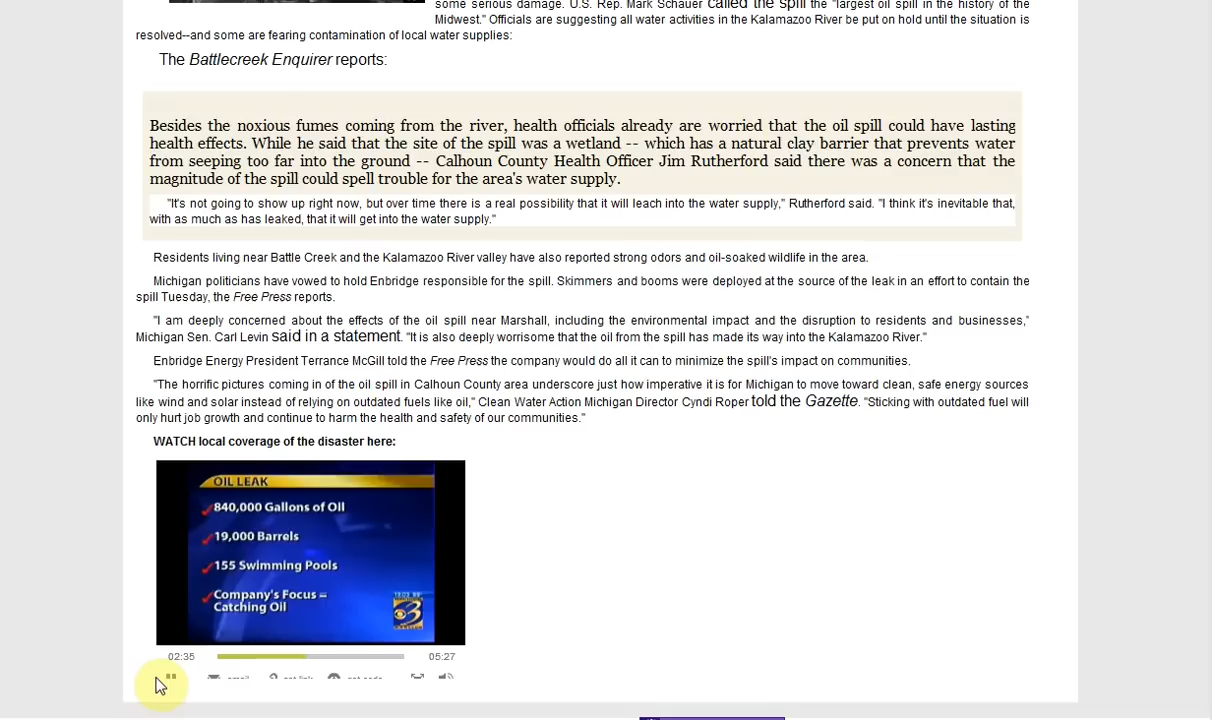 some serious damage. U.S. Rep. Mark Schauer called the spill the "largest oil spill in the history of the
Midwest." Officials are suggesting all water activities in the Kalamazoo River be put on hold until the situation is
resolved--and some are fearing contamination of local water supplies:
The Battlecreek Enquirer reports:
Besides the noxious fumes coming from the river, health officials already are worried that the oil spill could have lasting
health effects. While he said that the site of the spill was a wetland -- which has a natural clay barrier that prevents water
from seeping too far into the ground -- Calhoun County Health Officer Jim Rutherford said there was a concern that the
magnitude of the spill could spell trouble for the area's water supply.
"It's not going to show up right now, but over time there is a real possibility that it will leach into the water supply," Rutherford said. "I think it's inevitable that,
with as much as has leaked, that it will get into the water supply."
Residents living near Battle Creek and the Kalamazoo River valley have also reported strong odors and oil-soaked wildlife in the area.
Michigan politicians have vowed to hold Enbridge responsible for the spill. Skimmers and booms were deployed at the source of the leak in an effort to contain the
spill Tuesday, the Free Press reports.
"I am deeply concerned about the effects of the oil spill near Marshall, including the environmental impact and the disruption to residents and businesses,"
Michigan Sen. Carl Levin said in a statement. "It is also deeply worrisome that the oil from the spill has made its way into the Kalamazoo River."
Enbridge Energy President Terrance McGill told the Free Press the company would do all it can to minimize the spill's impact on communities.
"The horrific pictures coming in of the oil spill in Calhoun County area underscore just how imperative it is for Michigan to move toward clean, safe energy sources
like wind and solar instead of relying on outdated fuels like oil," Clean Water Action Michigan Director Cyndi Roper told the Gazette. "Sticking with outdated fuel will
only hurt job growth and continue to harm the health and safety of our communities."
WATCH local coverage of the disaster here:
OIL LEAK
840,000 Gallons of Oil
19,000 Barrels
155 Swimming Pools
Company's Focus –
Catching Oil
3
02:35 05:27